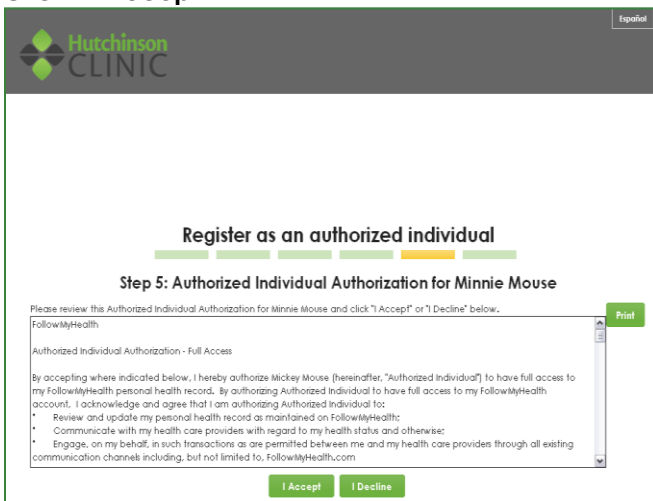 Español
Hutchinson
CLINIC
Register as an authorized individual
Step 5: Authorized Individual Authorization for Minnie Mouse
Please review this Authorized Individual Authorization for Minnie Mouse and click "I Accept" or "I Decline" below.
Print
FollowMyHealth
Authorized Individual Authorization - Full Access
By accepting where indicated below, I hereby authorize Mickey Mouse (hereinafter, "Authorized Individual") to have full access to
my FollowMyHealth personal health record. By authorizing Authorized Individual to have full access to my FollowMyHealth
account, I acknowledge and agree that I am authorizing Authorized Individual to:
* Review and update my personal health record as maintained on FollowMyHealth;
* Communicate with my health care providers with regard to my health status and otherwise;
* Engage, on my behalf, in such transactions as are permitted between me and my health care providers through all existing
communication channels including, but not limited to, FollowMyHealth.com
I Accept I Decline